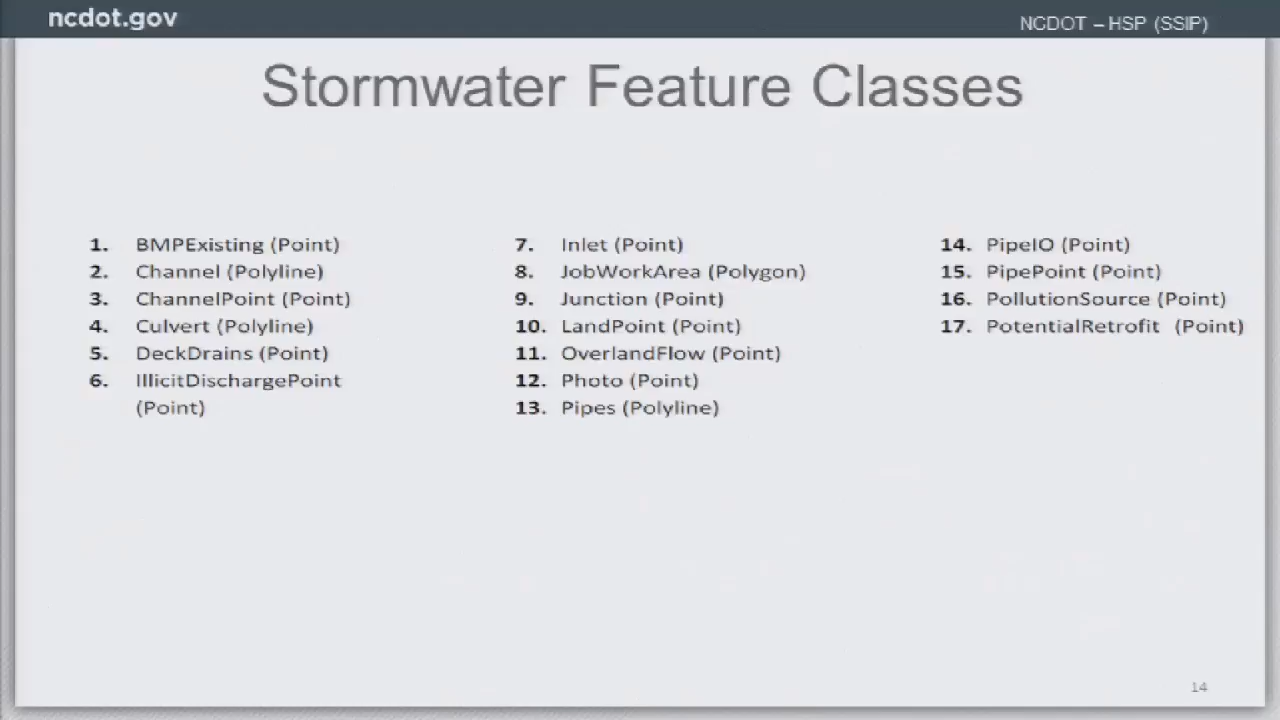 ncdot.gov
NCDOT – HSP (SSIP)
Stormwater Feature Classes
1. BMPExisting (Point)
2. Channel (Polyline)
3. ChannelPoint (Point)
4. Culvert (Polyline)
5. DeckDrains (Point)
6. IllicitDischargePoint
(Point)
7. Inlet (Point)
8. JobWorkArea (Polygon)
9. Junction (Point)
10. LandPoint (Point)
11. OverlandFlow (Point)
12. Photo (Point)
13. Pipes (Polyline)
14. PipeIO (Point)
15. PipePoint (Point)
16. PollutionSource (Point)
17. PotentialRetrofit (Point)
14